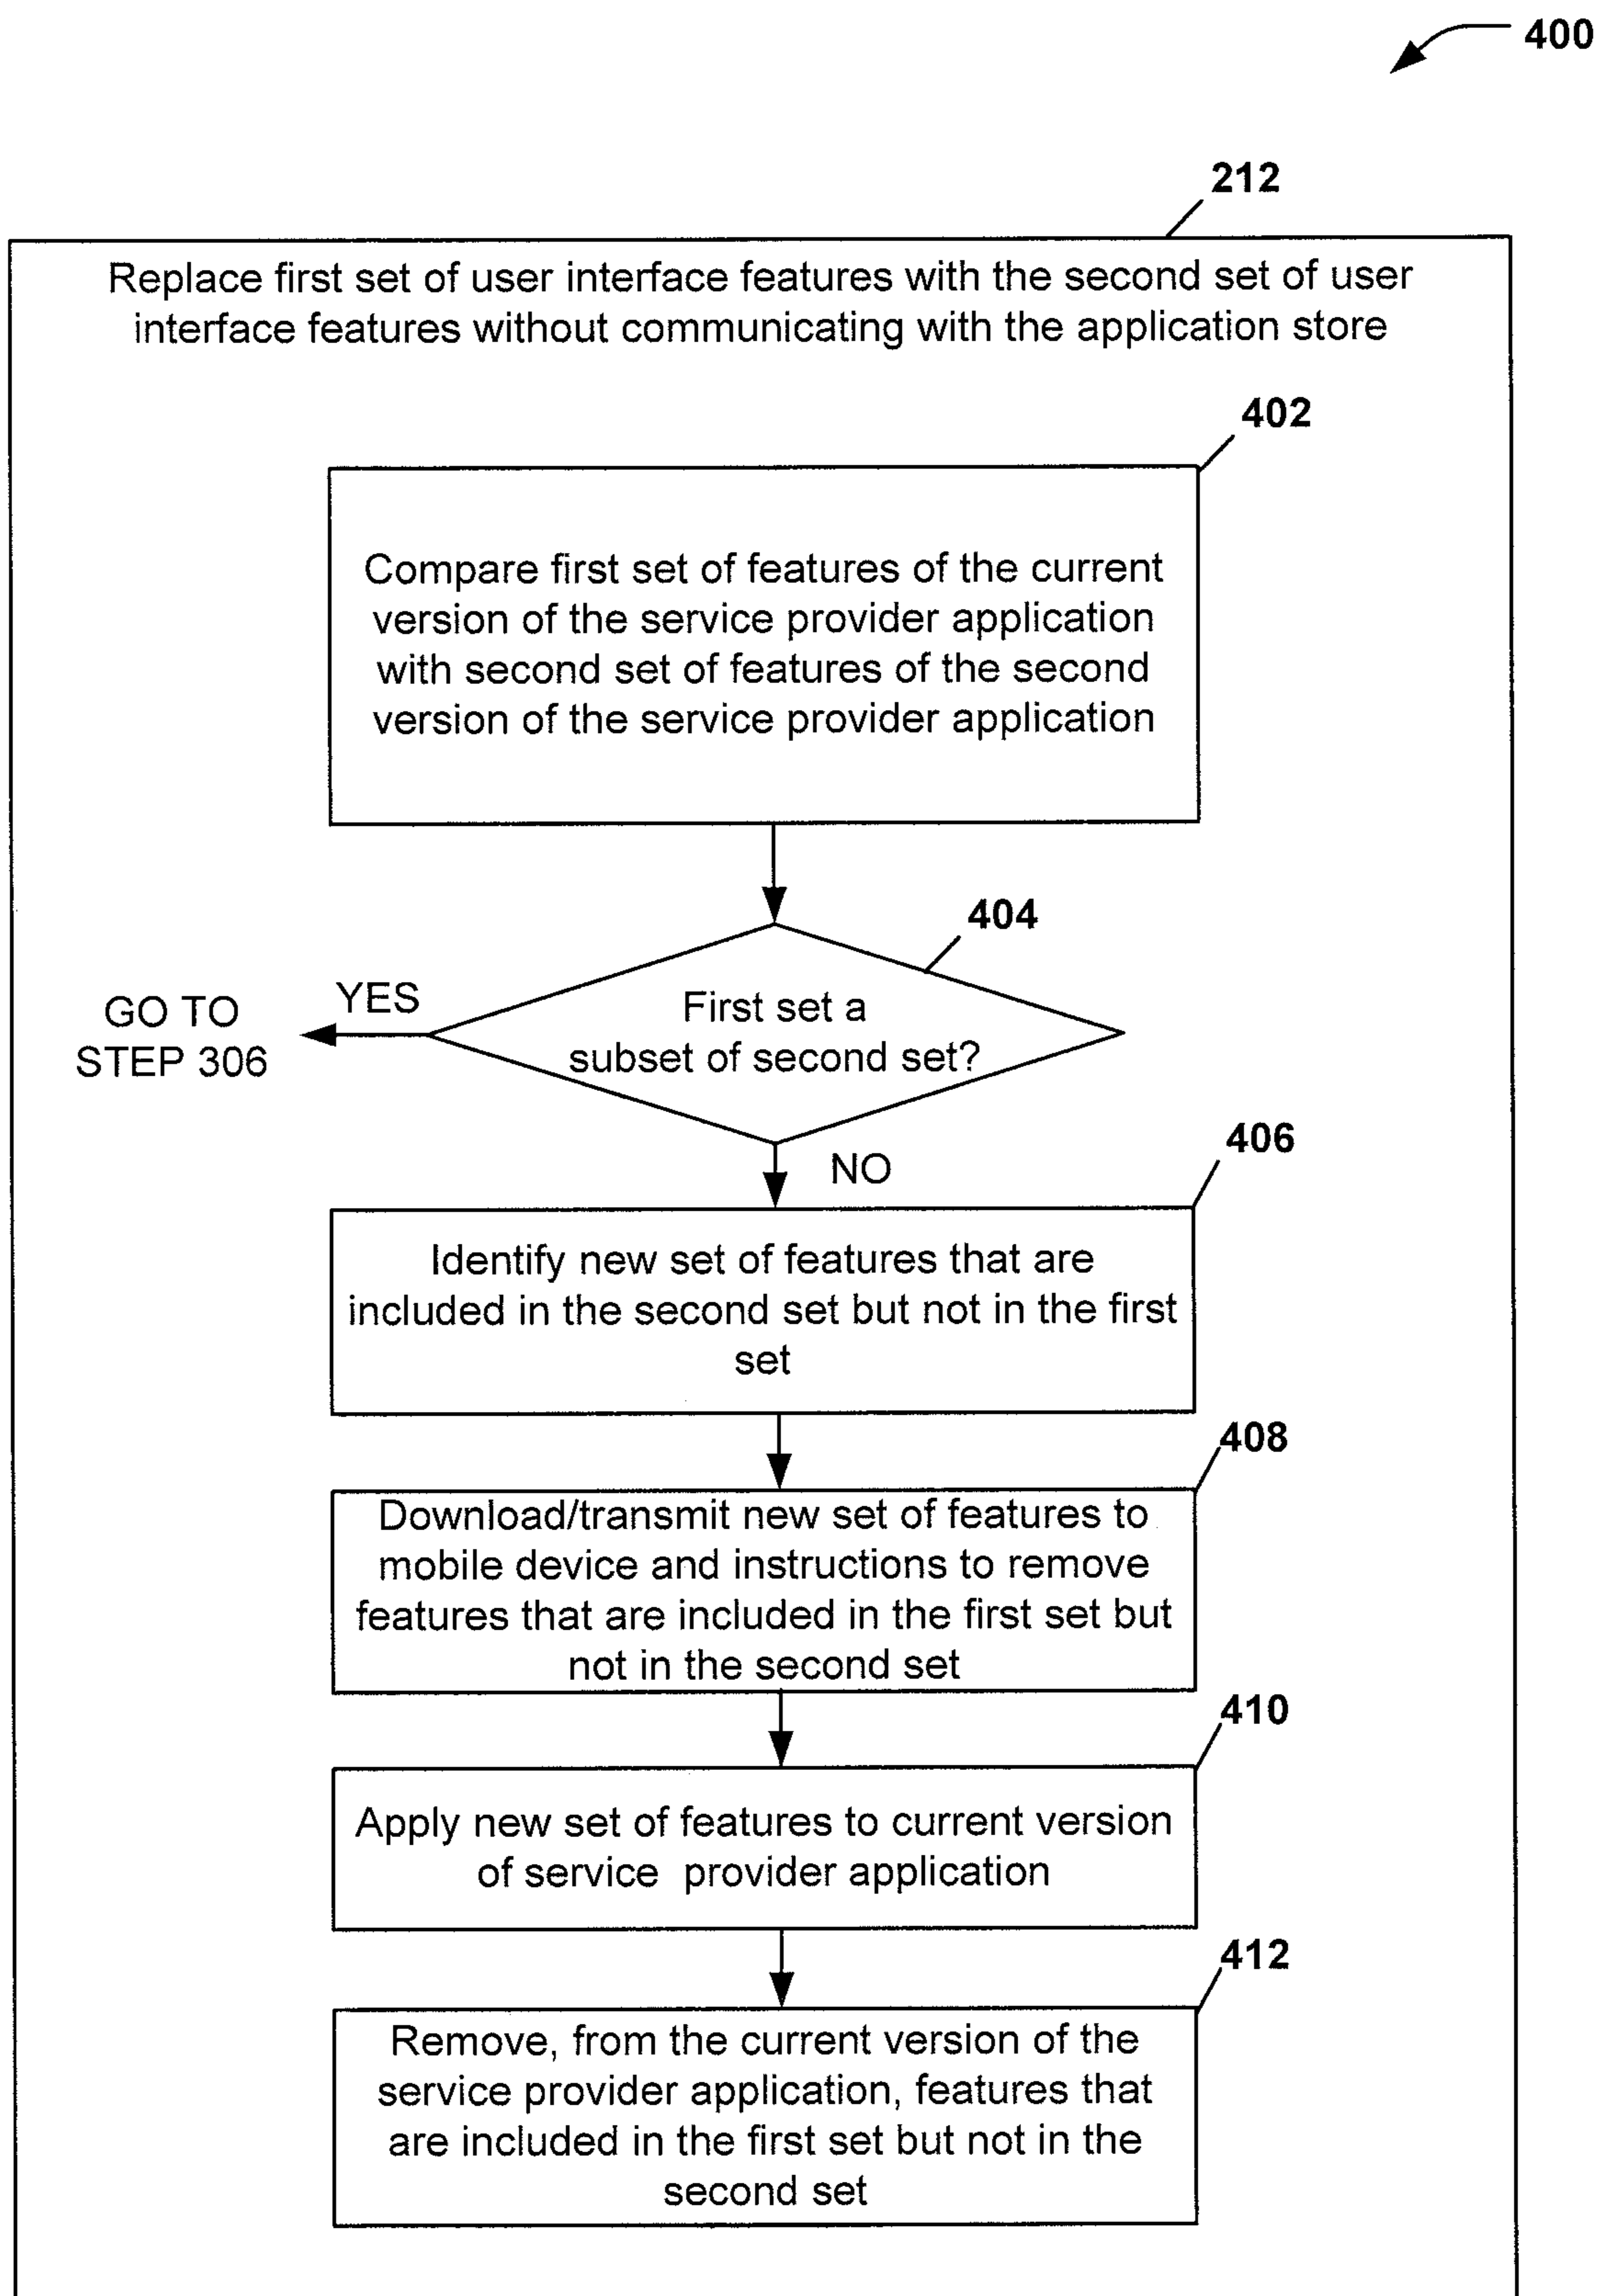 400
212
Replace first set of user interface features with the second set of user
interface features without communicating with the application store
402
Compare first set of features of the current
version of the service provider application
with second set of features of the second
version of the service provider application
404
First set a
subset of second set?
YES
GO TO
STEP 306
NO
406
Identify new set of features that are
included in the second set but not in the first
set
408
Download/transmit new set of features to
mobile device and instructions to remove
features that are included in the first set but
not in the second set
410
Apply new set of features to current version
of service provider application
412
Remove, from the current version of the
service provider application, features that
are included in the first set but not in the
second set